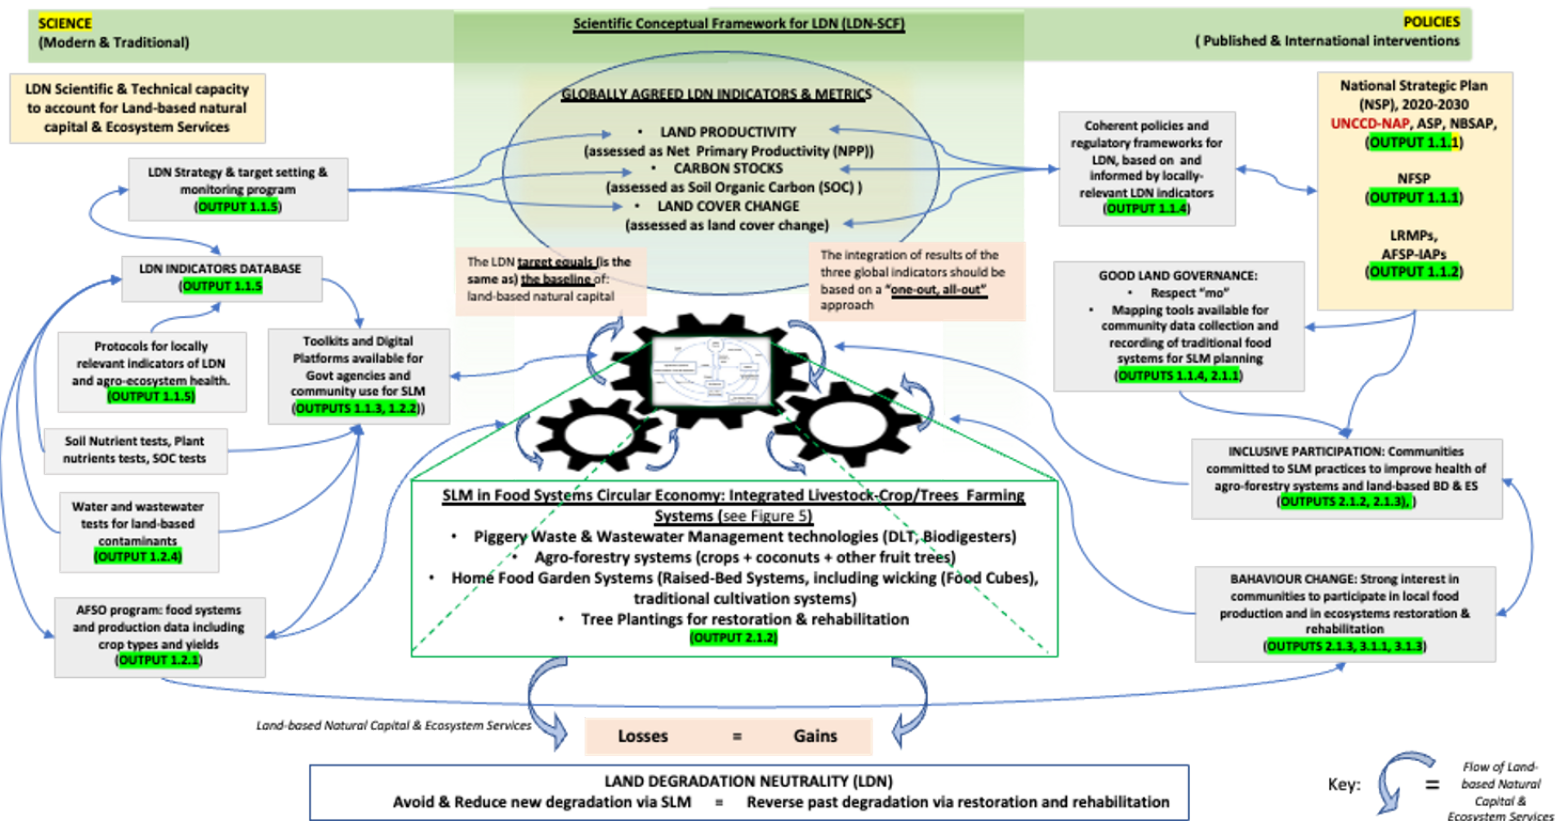 SCIENCE
(Modern & Traditional)
Scientific Conceptual Framework for LDN (LDN-SCF)
POLICIES
( Published & International interventions
LDN Scientific & Technical capacity
to account for Land-based natural
capital & Ecosystem Services
GLOBALLY AGREED LDN INDICATORS & METRICS
• LAND PRODUCTIVITY
(assessed as Net Primary Productivity (NPP))
• CARBON STOCKS
(assessed as Soil Organic Carbon (SOC) )
• LAND COVER CHANGE
(assessed as land cover change)
Coherent policies and
regulatory frameworks for
LDN, based on and
informed by locally-
relevant LDN indicators
(OUTPUT 1.1.4)
National Strategic Plan
(NSP), 2020-2030
UNCCD-NAP, ASP, NBSAP,
(OUTPUT 1.1.1)
NFSP
(OUTPUT 1.1.1)
LRMPs,
AFSP-IAPs
(OUTPUT 1.1.2)
LDN Strategy & target setting &
monitoring program
(OUTPUT 1.1.5)
LDN INDICATORS DATABASE
(OUTPUT 1.1.5
The LDN target equals (is the
same as) the baseline of:
land-based natural capital
The integration of results of the
three global indicators should be
based on a “one-out, all-out”
approach
GOOD LAND GOVERNANCE:
• Respect “mo”
• Mapping tools available for
community data collection and
recording of traditional food
systems for SLM planning
(OUTPUTS 1.1.4, 2.1.1)
Protocols for locally
relevant indicators of LDN
and agro-ecosystem health.
(OUTPUT 1.1.5)
Toolkits and Digital
Platforms available for
Govt agencies and
community use for SLM
(OUTPUTS 1.1.3, 1.2.2))
Soil Nutrient tests, Plant
nutrients tests, SOC tests
Water and wastewater
tests for land-based
contaminants
(OUTPUT 1.2.4)
AFSO program: food systems
and production data including
crop types and yields
(OUTPUT 1.2.1)
SLM in Food Systems Circular Economy: Integrated Livestock-Crop/Trees Farming
Systems (see Figure 5)
• Piggery Waste & Wastewater Management technologies (DLT, Biodigesters)
• Agro-forestry systems (crops + coconuts + other fruit trees)
• Home Food Garden Systems (Raised-Bed Systems, including wicking (Food Cubes),
traditional cultivation systems)
• Tree Plantings for restoration & rehabilitation
(OUTPUT 2.1.2)
INCLUSIVE PARTICIPATION: Communities
committed to SLM practices to improve health of
agro-forestry systems and land-based BD & ES
(OUTPUTS 2.1.2, 2.1.3), )
BAHAVIOUR CHANGE: Strong interest in
communities to participate in local food
production and in ecosystems restoration &
rehabilitation
(OUTPUTS 2.1.3, 3.1.1, 3.1.3)
Land-based Natural Capital & Ecosystem Services
Losses = Gains
LAND DEGRADATION NEUTRALITY (LDN)
Avoid & Reduce new degradation via SLM = Reverse past degradation via restoration and rehabilitation
Key:
=
Flow of Land-
based Natural
Capital &
Ecosystem Services